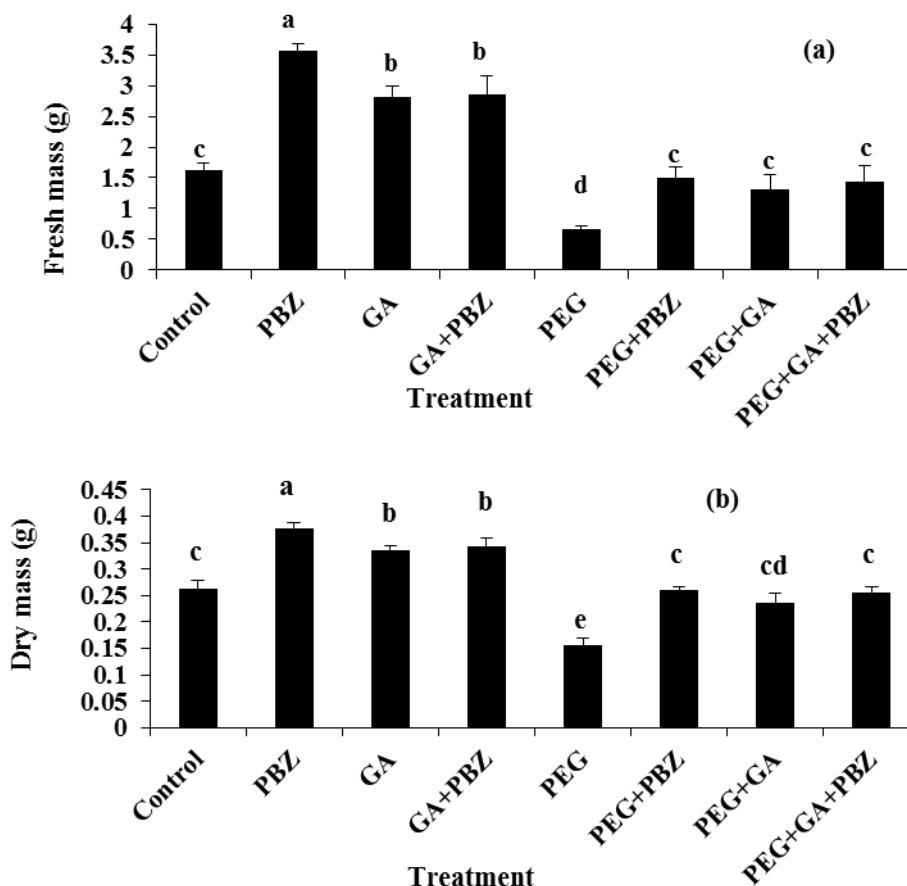 4
3.5
3
2.5
2
1.5
1
0.5
0
Fresh mass (g)
(a)
a
b
b
c
d
c
c
c
Control
PBZ
GA
GA+PBZ
PEG
PEG+PBZ
PEG+GA
PEG+GA+PBZ
Treatment
0.45
0.4
0.35
0.3
0.25
0.2
0.15
0.1
0.05
0
Dry mass (g)
(b)
c
a
b
b
e
c
cd
c
Control
PBZ
GA
GA+PBZ
PEG
PEG+PBZ
PEG+GA
PEG+GA+PBZ
Treatment